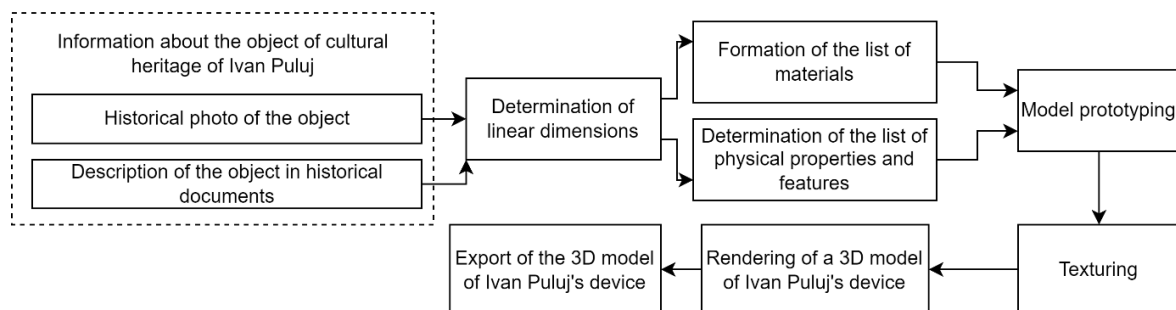 Information about the object of cultural
heritage of Ivan Puluj
Historical photo of the object
Description of the object in historical
documents
Determination of
linear dimensions
Formation of the list of
materials
Determination of the list of
physical properties and
features
Model prototyping
Texturing
Rendering of a 3D model
of Ivan Puluj's device
Export of the 3D model
of Ivan Puluj's device